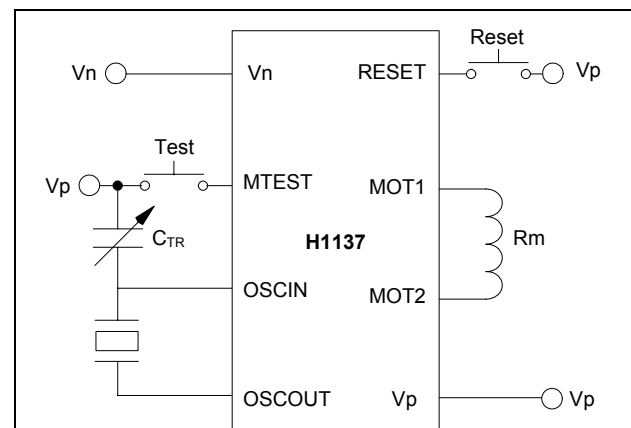 Reset
Vn Vn RESET Vp
Test
Vp MTEST MOT1
CTR H1137 Rm
OSCIN MOT2
OSCOUT Vp Vp